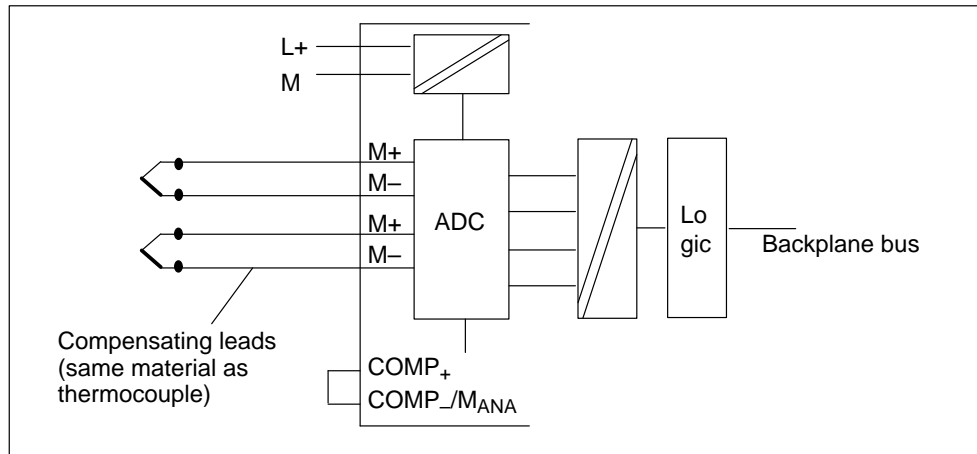 L+
M
M+
M–
M+
M–
ADC
Lo
gic
Backplane bus
Compensating leads
(same material as
thermocouple)
COMP+
COMP–/MANA